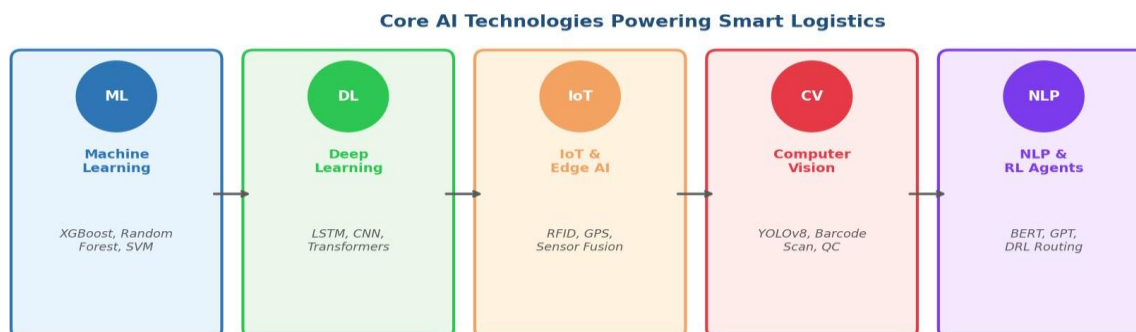 Core AI Technologies Powering Smart Logistics
ML
Machine
Learning
XGBoost, Random
Forest, SVM
DL
Deep
Learning
LSTM, CNN,
Transformers
IoT
IoT &
Edge AI
RFID, GPS,
Sensor Fusion
CV
Computer
Vision
YOLOv8, Barcode
Scan, QC
NLP
NLP &
RL Agents
BERT, GPT,
DRL Routing